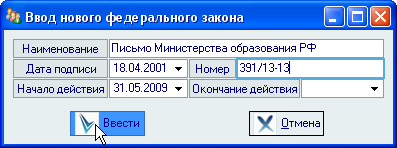 Ввод нового федерального закона
Наименование Письмо Министерства образования РФ
Дата подписи 18.04.2001 Номер 391/13-13
Начало действия 31.05.2009 Окончание действия
Ввести Отмена